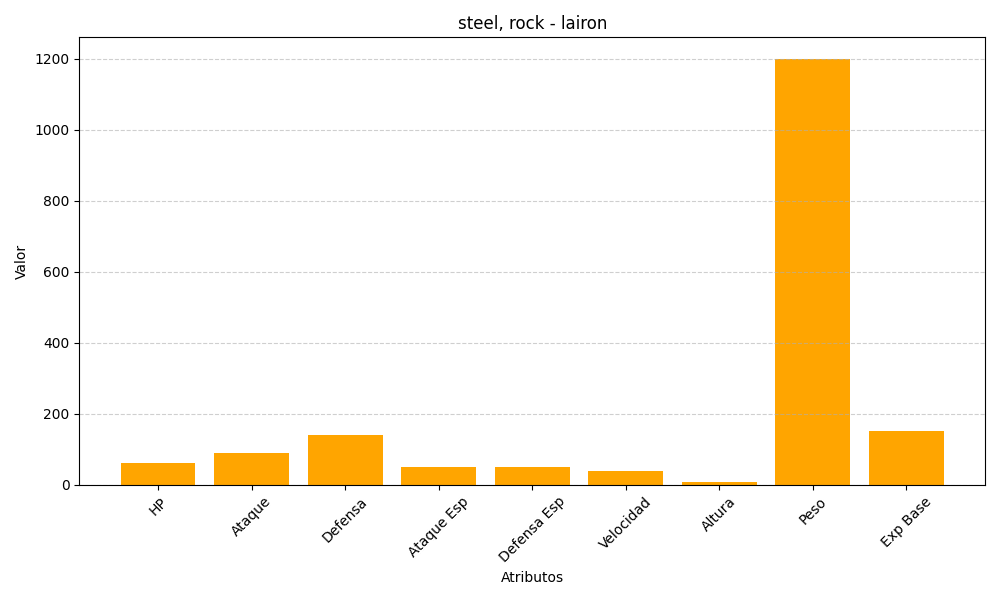 steel, rock - lairon
1200
1000
800
600
400
200
0
Valor
HP
Ataque
Defensa
Ataque Esp
Defensa Esp
Velocidad
Altura
Peso
Exp Base
Atributos